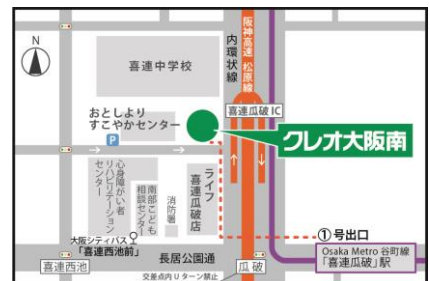 N
阪神高速 松原線
内環状線
喜連中学校
喜連瓜破IC
おとしより
すこやかセンター
P
クレオ大阪南
心身障がい者
リハビリテーション
センター
南部こども
相談センター
消防署
ライフ
喜連瓜破店
①号出口
大阪シティバス
「喜連西池前」
Osaka Metro 谷町線
「喜連瓜破」駅
長居公園通
喜連西池
瓜破
交差点内Uターン禁止